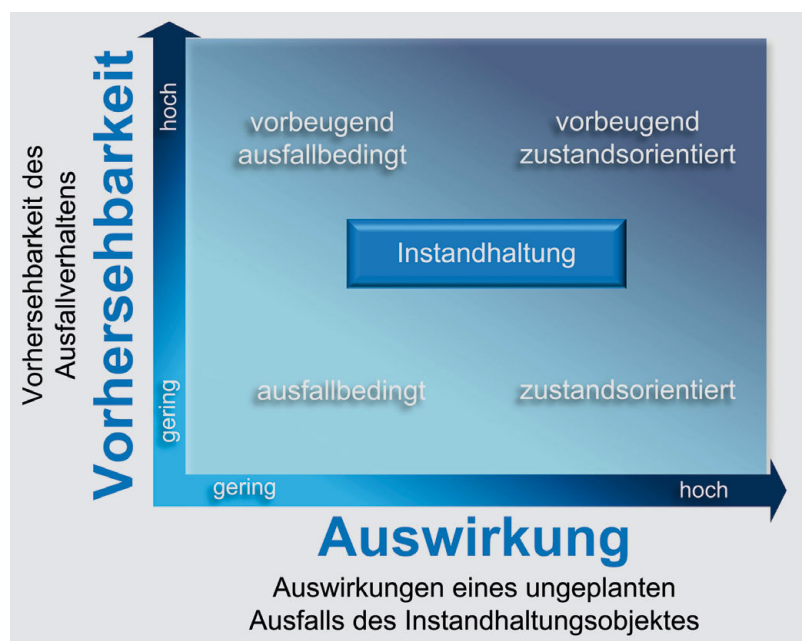 Vorhersehbarkeit des
Ausfallverhaltens
Vorhersehbarkeit
hoch
gering
vorbeugend
ausfallbedingt
vorbeugend
zustandsorientiert
Instandhaltung
ausfallbedingt
zustandsorientiert
gering
hoch
Auswirkung
Auswirkungen eines ungeplanten
Ausfalls des Instandhaltungsobjektes